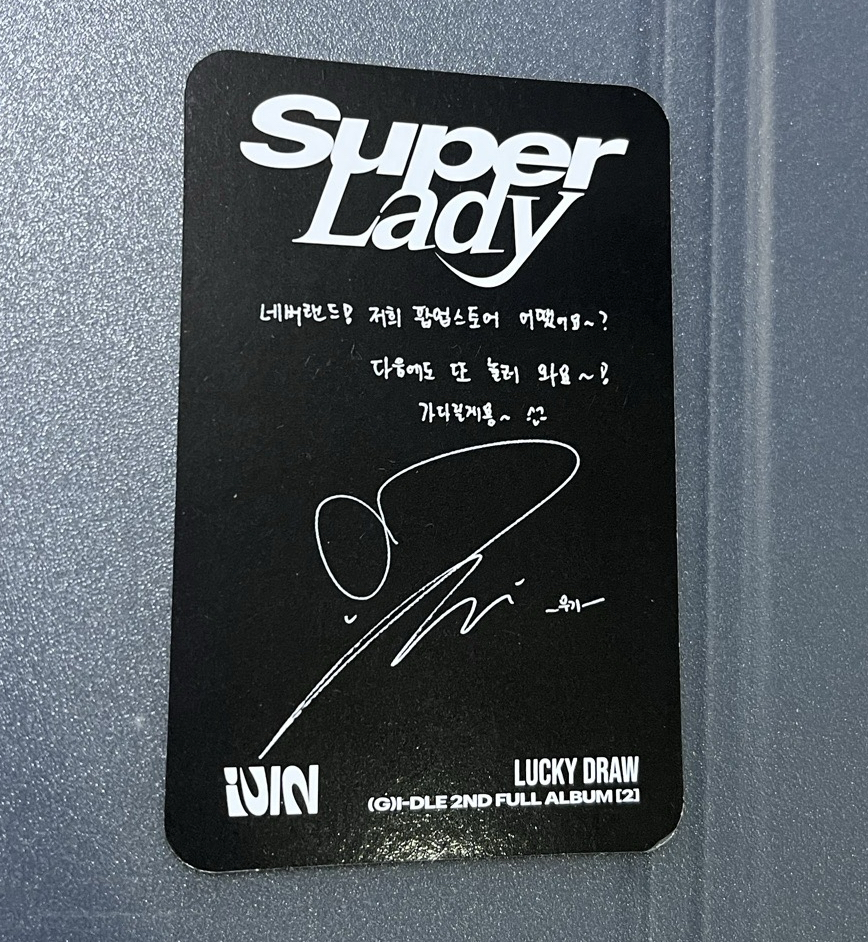 Super
Lady
네버랜드! 저희 팝업스토어 어땠어요~?
다음에도 또 놀러 와요~!
기다릴게용~
-우기-
LUCKY DRAW
(G)I-DLE 2ND FULL ALBUM [2]